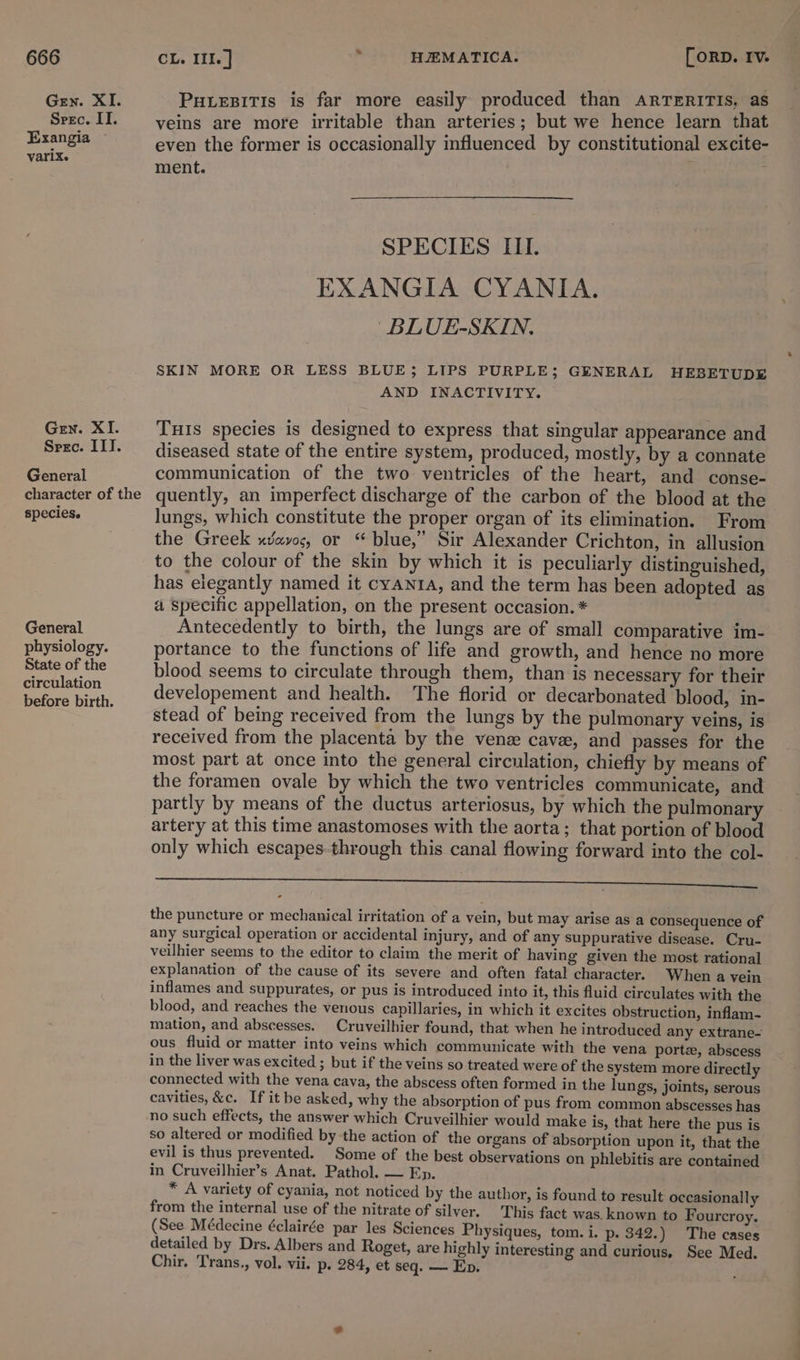 666
CL. III.]
HÆMATICA.
[ORD. IV.
Gen. XI.
Spec. II.
Exangia
varix.
Phlebitis is far more easily produced than ARTERITIS, as
veins are more irritable than arteries; but we hence learn that
even the former is occasionally influenced by constitutional excite-
ment.
SPECIES III.
EXANGIA CYANIA.
BLUE-SKIN.
SKIN MORE OR LESS BLUE; LIPS PURPLE; GENERAL HEBETUDE
AND INACTIVITY.
Gen. XI.
Spec. III.
General
character of the
species.
This species is designed to express that singular appearance and
diseased state of the entire system, produced, mostly, by a connate
communication of the two ventricles of the heart, and conse-
quently, an imperfect discharge of the carbon of the blood at the
lungs, which constitute the proper organ of its elimination. From
the Greek κύανος, or “blue,” Sir Alexander Crichton, in allusion
to the colour of the skin by which it is peculiarly distinguished,
has elegantly named it CYANIA, and the term has been adopted as
a specific appellation, on the present occasion.*
General
physiology.
State of the
circulation
before birth.
Antecedently to birth, the lungs are of small comparative im-
portance to the functions of life and growth, and hence no more
blood seems to circulate through them, than is necessary for their
developement and health. The florid or decarbonated blood, in-
stead of being received from the lungs by the pulmonary veins, is
received from the placenta by the venæ cavæ, and passes for the
most part at once into the general circulation, chiefly by means of
the foramen ovale by which the two ventricles communicate, and
partly by means of the ductus arteriosus, by which the pulmonary
artery at this time anastomoses with the aorta; that portion of blood
only which escapes through this canal flowing forward into the col-
the puncture or mechanical irritation of a vein, but may arise as a consequence of
any surgical operation or accidental injury, and of any suppurative disease. Cru-
veilhier seems to the editor to claim the merit of having given the most rational
explanation of the cause of its severe and often fatal character. When a vein
inflames and suppurates, or pus is introduced into it, this fluid circulates with the
blood, and reaches the venous capillaries, in which it excites obstruction, inflam-
mation, and abscesses. Cruveilhier found, that when he introduced any extrane-
ous fluid or matter into veins which communicate with the vena portæ, abscess
in the liver was excited; but if the veins so treated were of the system more directly
connected with the vena cava, the abscess often formed in the lungs, joints, serous
cavities, &c. If it be asked, why the absorption of pus from common abscesses has
no such effects, the answer which Cruveilhier would make is, that here the pus is
so altered or modified by the action of the organs of absorption upon it, that the
evil is thus prevented. Some of the best observations on phlebitis are contained
in Cruveilhier's Anat. Pathol. — Ed.
* A variety of cyania, not noticed by the author, is found to result occasionally
from the internal use of the nitrate of silver. This fact was known to Fourcroy.
(See Médecine éclairée par les Sciences Physiques, tom. i. p. 342.) The cases
detailed by Drs. Albers and Roget, are highly interesting and curious. See Med.
Chir. Trans., vol. vii. p. 284, et seq. — Ed.